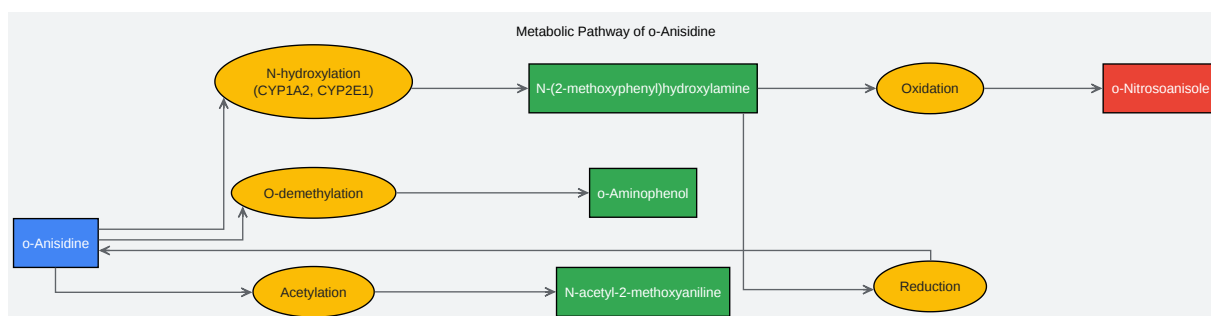 Metabolic Pathway of o-Anisidine
N-hydroxylation
(CYP1A2, CYP2E1)
N-(2-methoxyphenyl)hydroxylamine
Oxidation
o-Nitrosoanisole
O-demethylation
o-Aminophenol
o-Anisidine
Acetylation
N-acetyl-2-methoxyaniline
Reduction